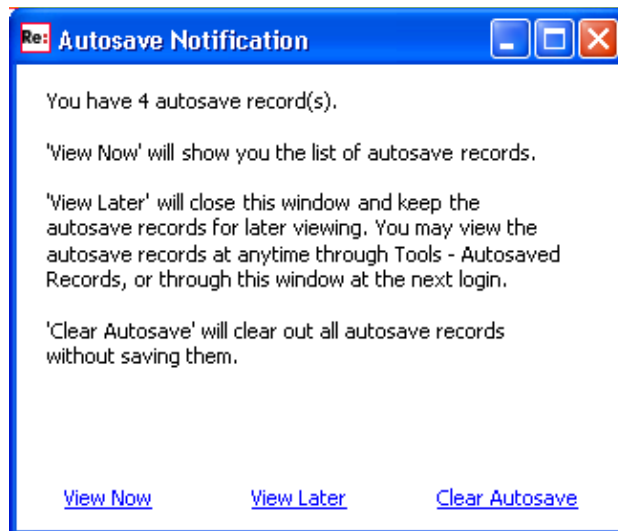 Re: Autosave Notification
You have 4 autosave record(s).
'View Now' will show you the list of autosave records.
'View Later' will close this window and keep the
autosave records for later viewing. You may view the
autosave records at anytime through Tools - Autosaved
Records, or through this window at the next login.
'Clear Autosave' will clear out all autosave records
without saving them.
View Now View Later Clear Autosave